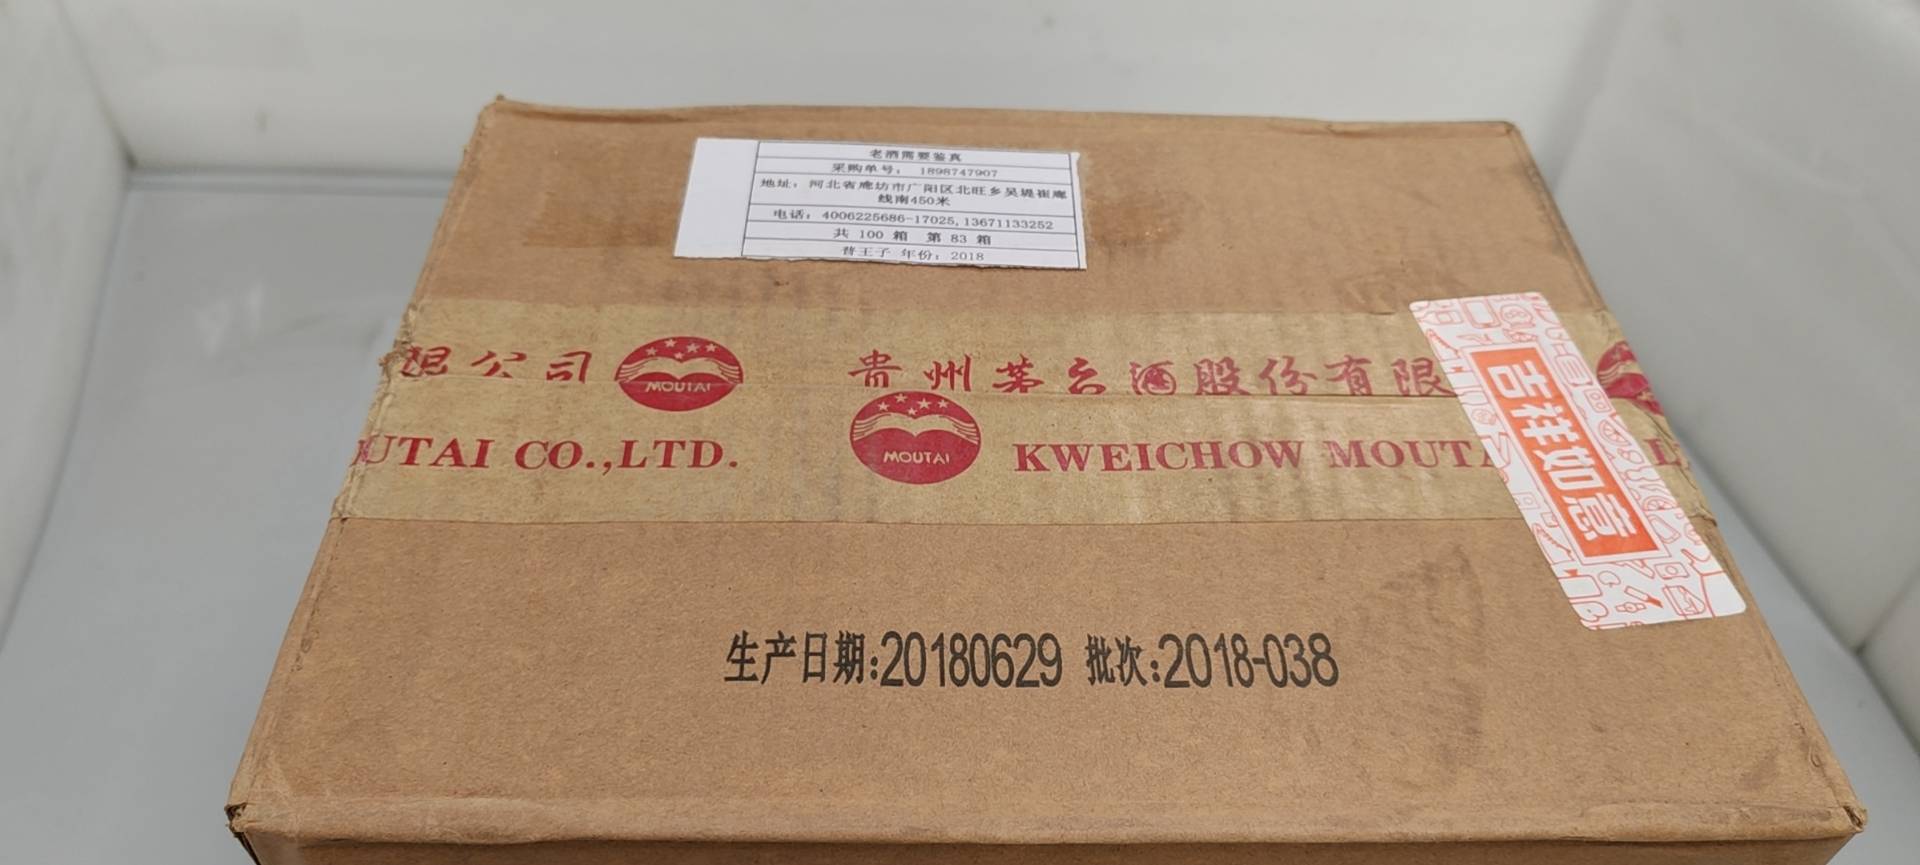 老酒需要鉴真
采购单号： 1898747907
地址：河北省廊坊市广阳区北旺乡吴堤崔廊
线南450米
电话：4006225686-17025,13671133252
共 100 箱 第 83 箱
普王子 年份：2018
限公司 MOUTAI 贵州茅台酒股份有限
UTAI CO.,LTD. MOUTAI KWEICHOW MOUTA L
吉祥如意
生产日期:20180629 批次:2018-038